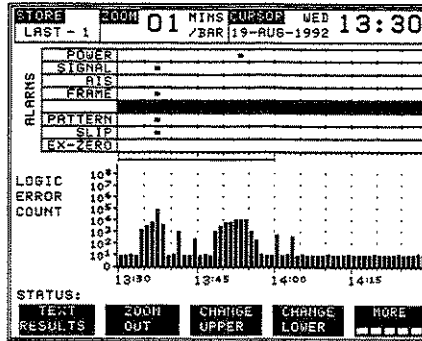 STORE ZOOM 01 MINS /BAR CURSOR WED 13:30
LAST - 1 19-AUG-1992
ALARMS
POWER
SIGNAL
AIS
FRAME
PATTERN
SLIP
EX-ZERO
LOGIC ERROR COUNT
10⁸
10⁷
10⁶
10⁵
10⁴
10³
10²
10¹
0
13:30 13:45 14:00 14:15
STATUS:
TEXT RESULTS ZOOM OUT CHANGE UPPER CHANGE LOWER MORE